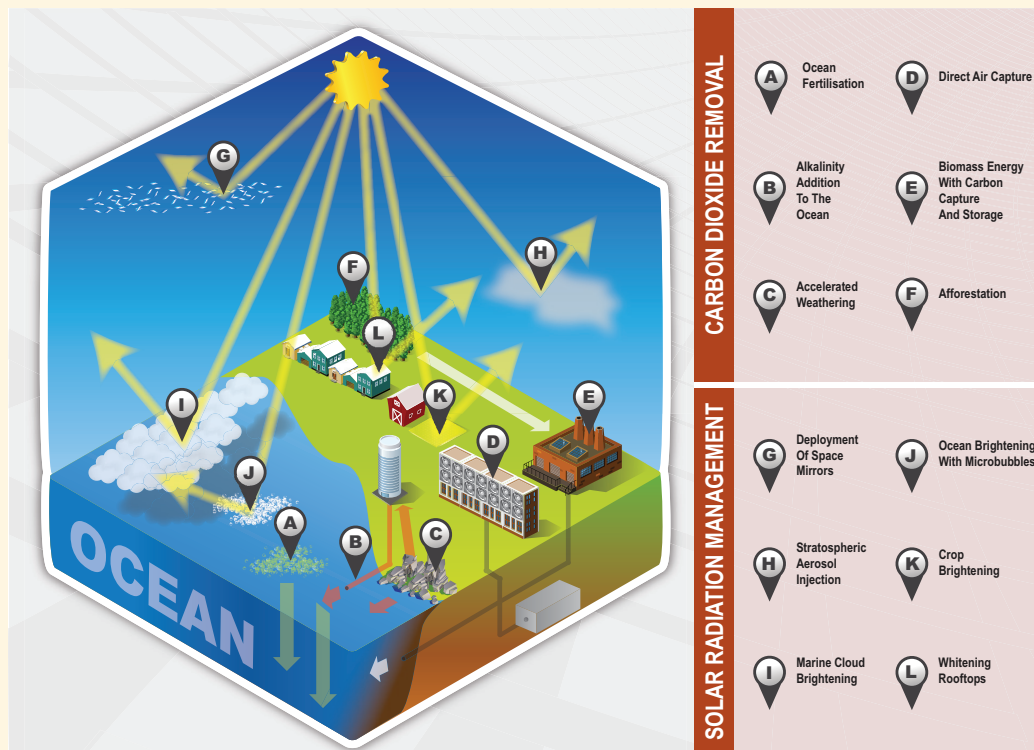 G
H
F
L
I
K
E
D
J
A
B
C
OCEAN
CARBON DIOXIDE REMOVAL
A
Ocean
Fertilisation
D
Direct Air Capture
B
Alkalinity
Addition
To The
Ocean
E
Biomass Energy
With Carbon
Capture
And Storage
C
Accelerated
Weathering
F
Afforestation
SOLAR RADIATION MANAGEMENT
G
Deployment
Of Space
Mirrors
J
Ocean Brightening
With Microbubbles
H
Stratospheric
Aerosol
Injection
K
Crop
Brightening
I
Marine Cloud
Brightening
L
Whitening
Rooftops